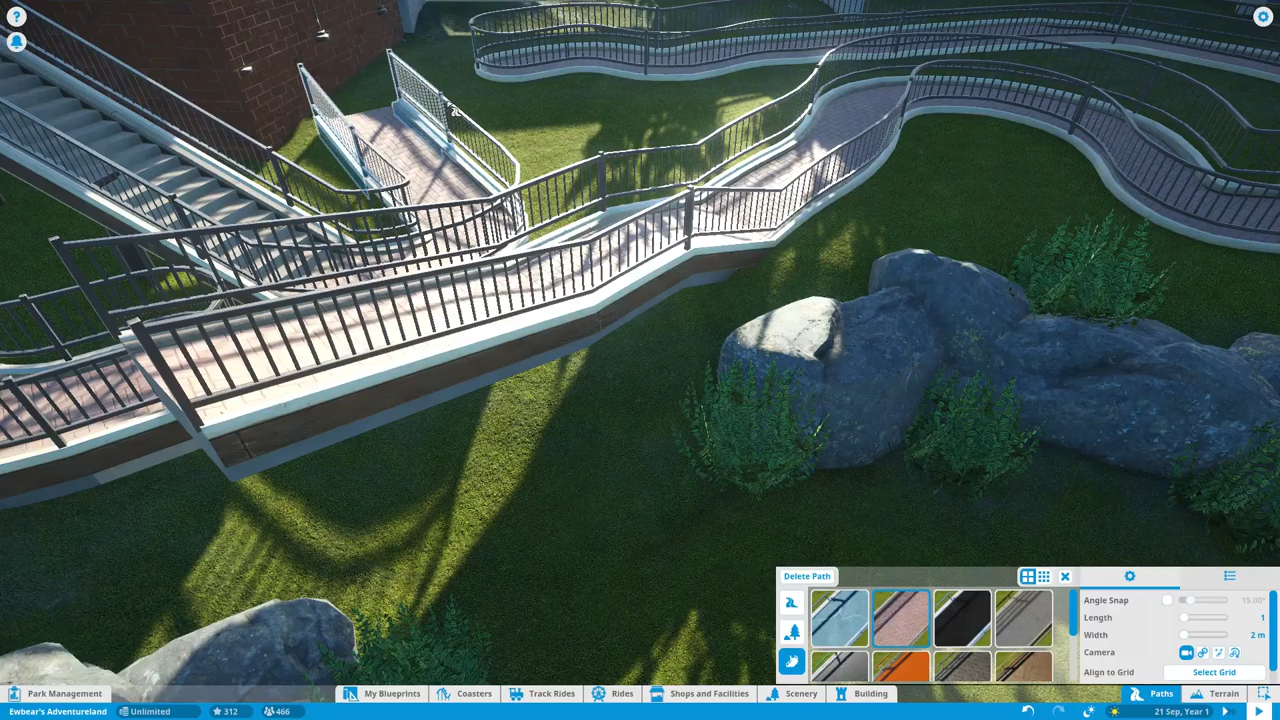 Delete Path
Angle Snap 15.00°
Length 1
Width 2 m
Camera
Align to Grid Select Grid
Park Management My Blueprints Coasters Track Rides Rides Shops and Facilities Scenery Building Paths Terrain
Ewbear's Adventureland Unlimited 312 466 21 Sep, Year 1